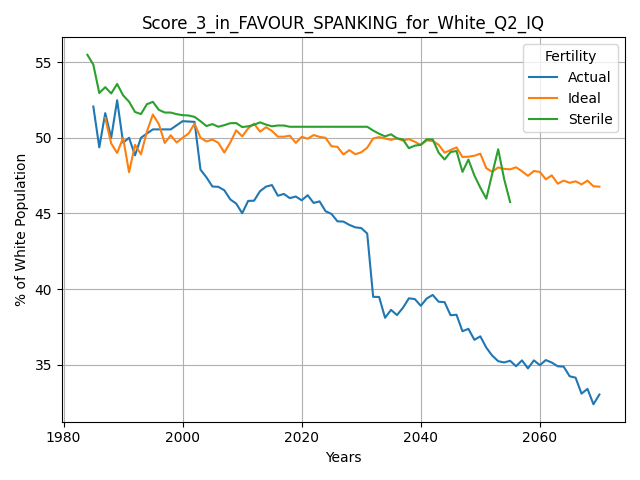 Score_3_in_FAVOUR_SPANKING_for_White_Q2_IQ
Fertility
Actual
Ideal
Sterile
% of White Population
55
50
45
40
35
1980
2000
2020
2040
2060
Years